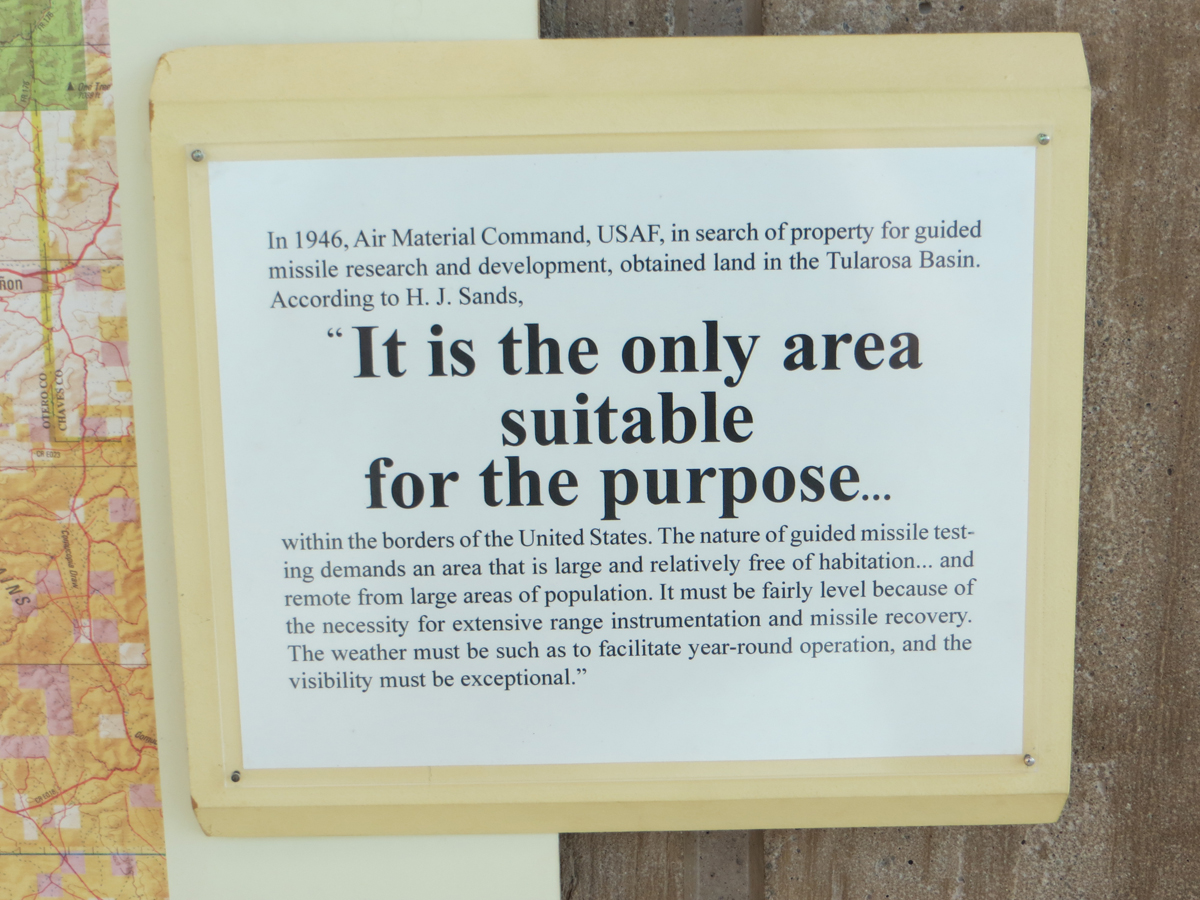 In 1946, Air Material Command, USAF, in search of property for guided
missile research and development, obtained land in the Tularosa Basin.
According to H. J. Sands,
“It is the only area
suitable
for the purpose...
within the borders of the United States. The nature of guided missile test-
ing demands an area that is large and relatively free of habitation... and
remote from large areas of population. It must be fairly level because of
the necessity for extensive range instrumentation and missile recovery.
The weather must be such as to facilitate year-round operation, and the
visibility must be exceptional.”
OTERO CO
CHAVES CO